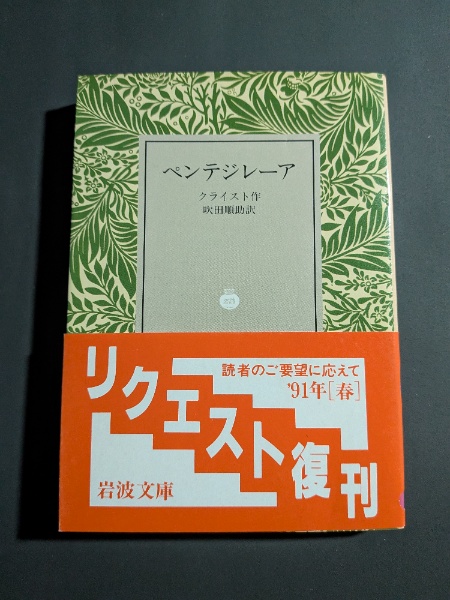 ペンテジレーア
クライスト作
吹田順助訳
読者のご要望に応えて
'91年[春]
リクエスト復刊
岩波文庫